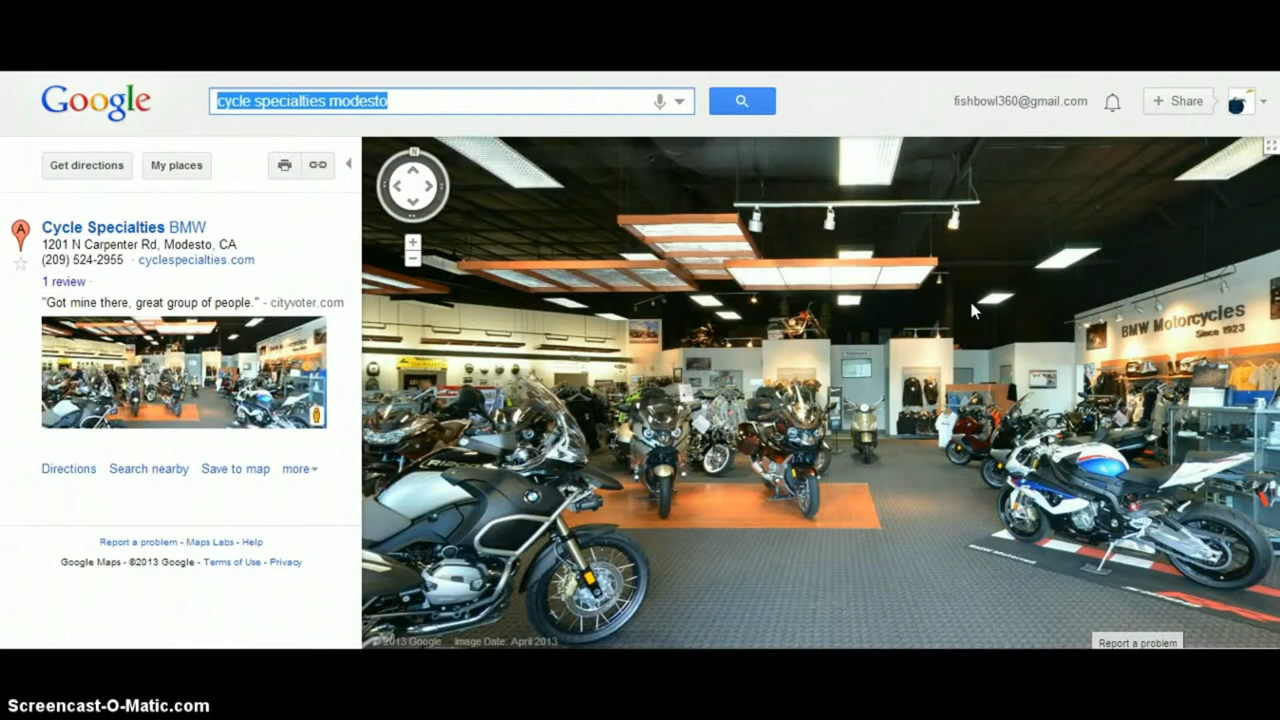 Google
cycle specialties modesto
fishbowl360@gmail.com
+ Share
Get directions
My places
N
A
Cycle Specialties BMW
1201 N Carpenter Rd, Modesto, CA
(209) 524-2955 · cyclespecialties.com
1 review ·
"Got mine there, great group of people." - cityvoter.com
Directions Search nearby Save to map more
Report a problem - Maps Labs - Help
Google Maps - ©2013 Google - Terms of Use - Privacy
BMW Motorcycles
Since 1923
© 2013 Google Image Date: April 2013
Report a problem
Screencast-O-Matic.com